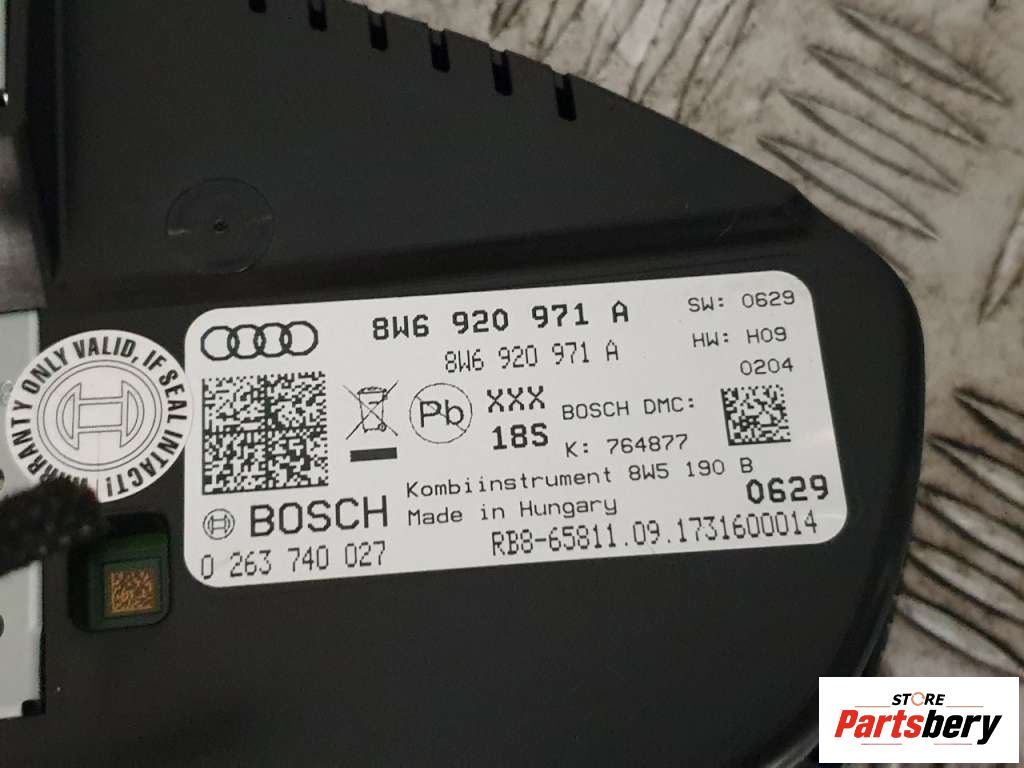 8W6 920 971 A
8W6 920 971 A
SW: 0629
HW: H09
0204
Pb
XXX
18S
BOSCH DMC:
K: 764877
Kombiinstrument 8W5 190 B
Made in Hungary
0629
BOSCH
0 263 740 027
RB8-65811.09.1731600014
WARRANTY ONLY VALID, IF SEAL INTACT!
STORE
Partsbery